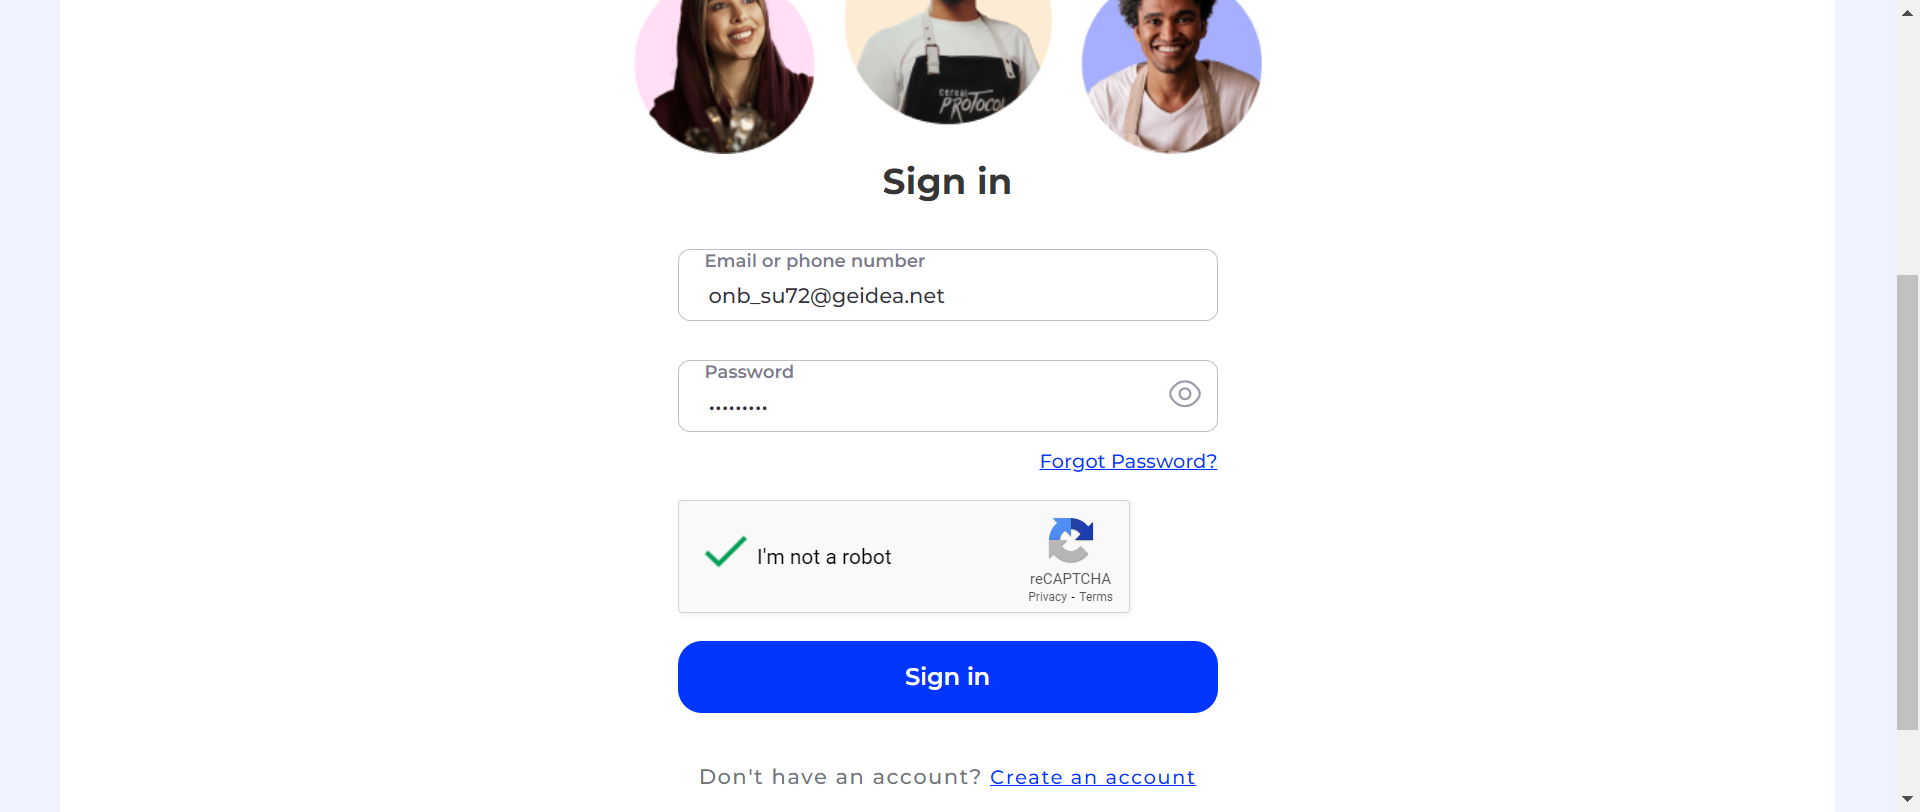 cereal
PROTOCOL
Sign in
Email or phone number
onb_su72@geidea.net
Password
•••••••••
Forgot Password?
I'm not a robot
reCAPTCHA
Privacy - Terms
Sign in
Don't have an account? Create an account